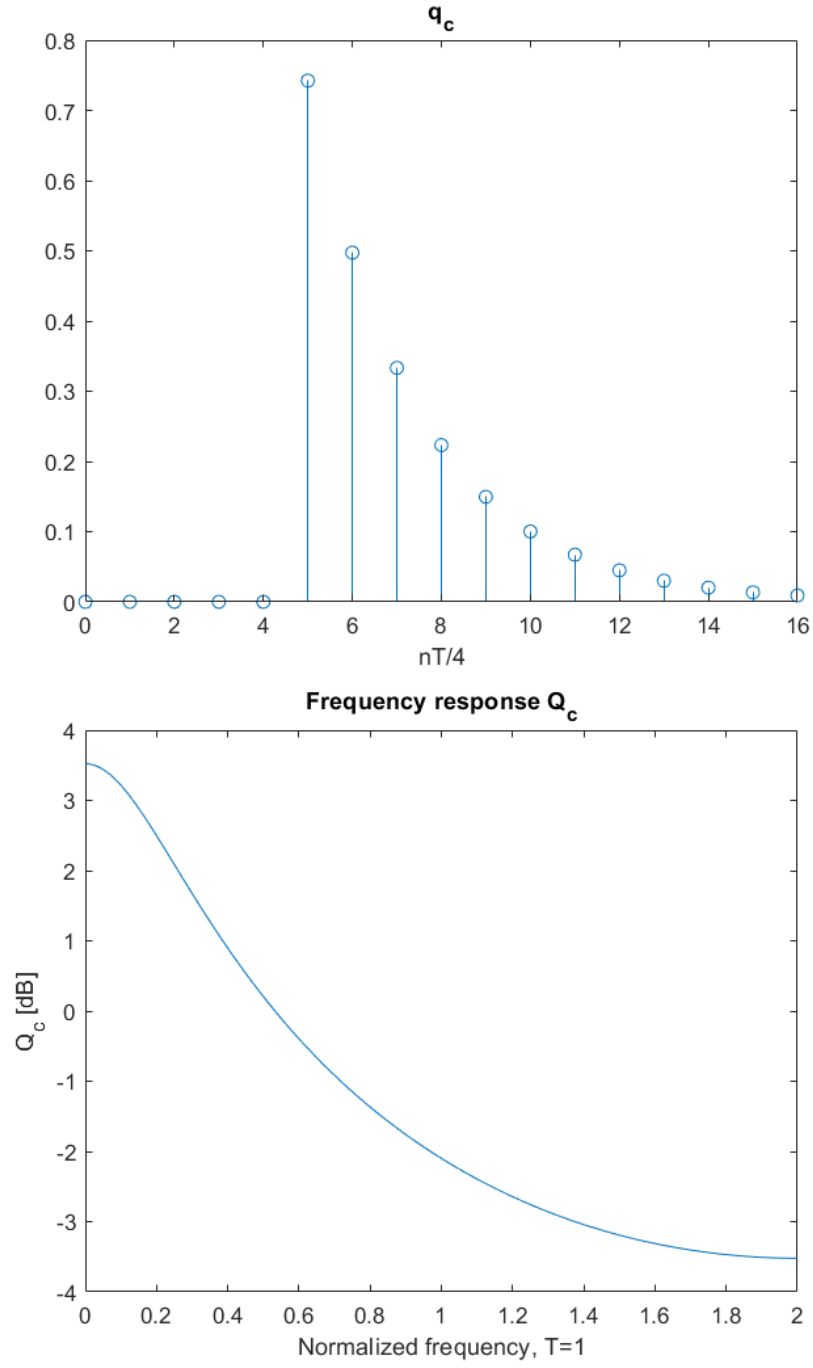 q_c
0.8
0.7
0.6
0.5
0.4
0.3
0.2
0.1
0
0 2 4 6 8 10 12 14 16
nT/4
Frequency response Q_c
4
3
2
1
0
-1
-2
-3
-4
Q_c [dB]
0 0.2 0.4 0.6 0.8 1 1.2 1.4 1.6 1.8 2
Normalized frequency, T=1